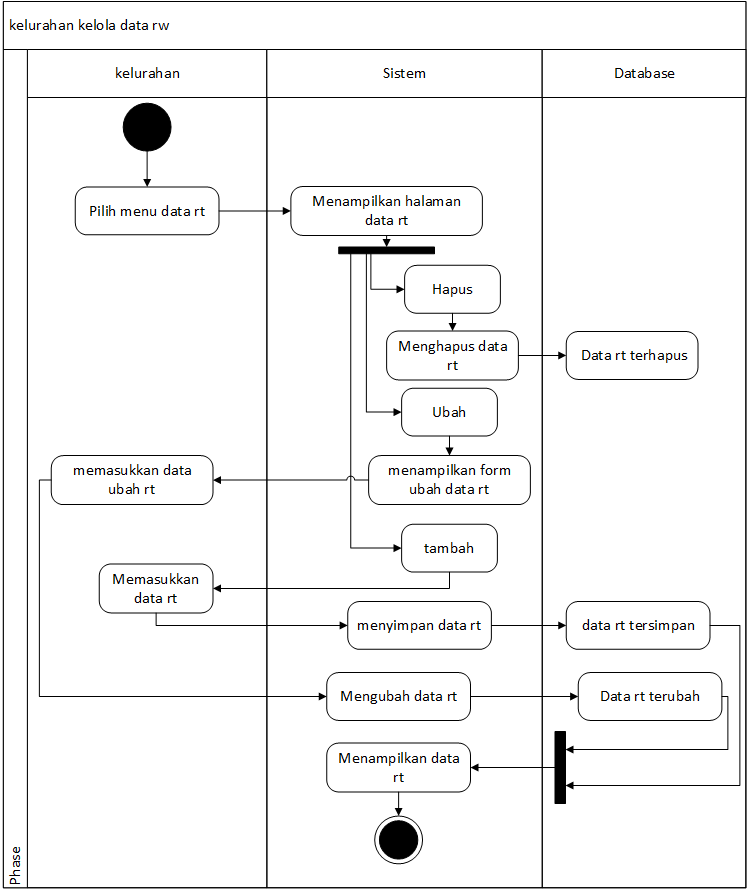 kelurahan kelola data rw
kelurahan
Sistem
Database
Pilih menu data rt
Menampilkan halaman
data rt
Hapus
Menghapus data
rt
Data rt terhapus
Ubah
menampilkan form
ubah data rt
memasukkan data
ubah rt
tambah
Memasukkan
data rt
menyimpan data rt
data rt tersimpan
Mengubah data rt
Data rt terubah
Menampilkan data
rt
Phase